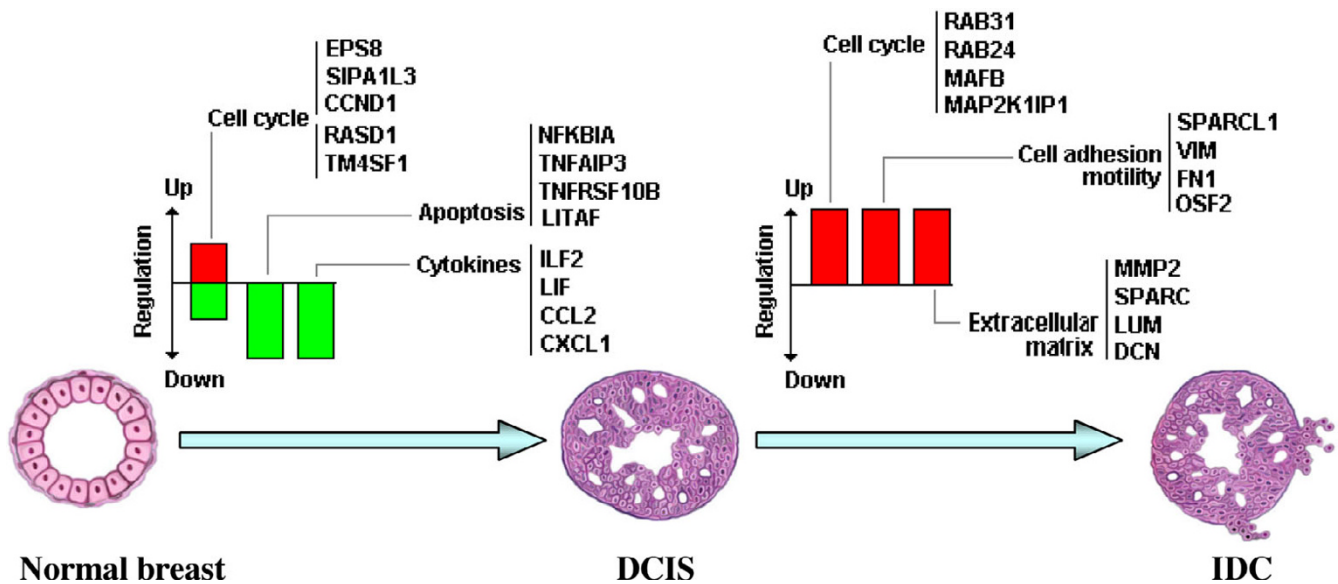 Cell cycle
EPS8
SIPA1L3
CCND1
RASD1
TM4SF1
Apoptosis
NFKBIA
TNFAIP3
TNFRSF10B
LITAF
Cytokines
ILF2
LIF
CCL2
CXCL1
Up
Regulation
Down
Cell cycle
RAB31
RAB24
MAFB
MAP2K1IP1
Cell adhesion
motility
SPARCL1
VIM
FN1
OSF2
Extracellular
matrix
MMP2
SPARC
LUM
DCN
Up
Regulation
Down
Normal breast
DCIS
IDC